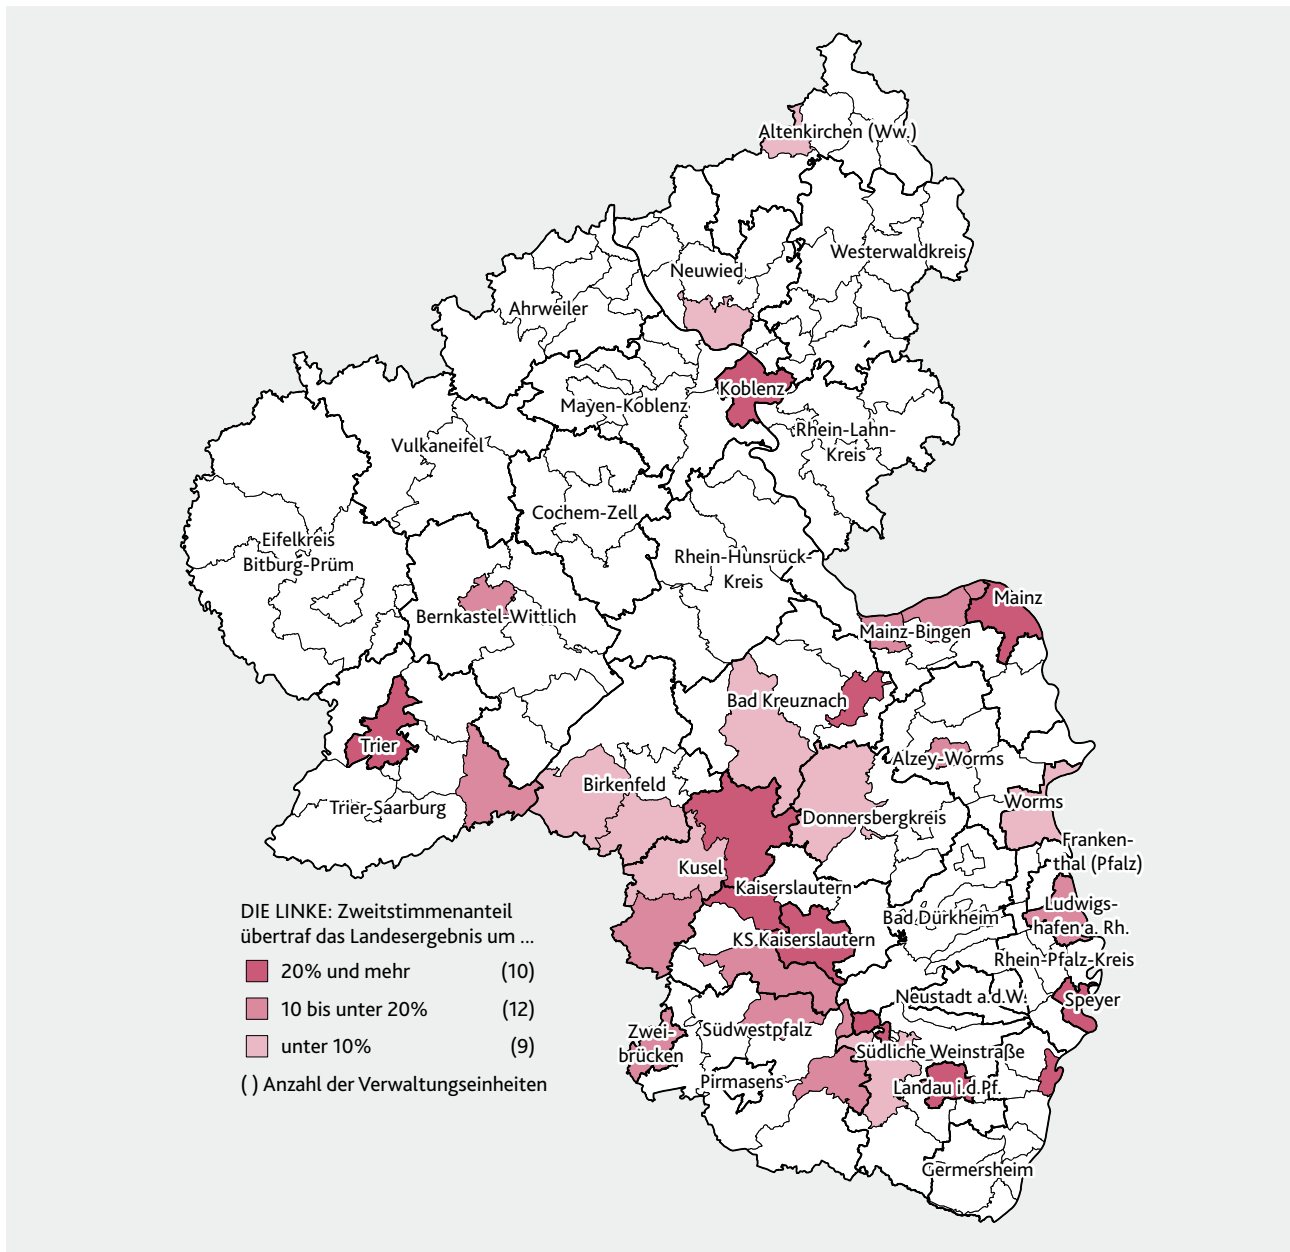 Altenkirchen (Ww.)
Westerwaldkreis
Neuwied
Ahrweiler
Koblenz
Mayen-Koblenz
Rhein-Lahn-
Kreis
Vulkaneifel
Cochem-Zell
Eifelkreis
Bitburg-Prüm
Rhein-Hunsrück-
Kreis
Mainz
Bernkastel-Wittlich
Mainz-Bingen
Bad Kreuznach
Trier
Alzey-Worms
Birkenfeld
Trier-Saarburg
Worms
Donnersbergkreis
Franken-
thal (Pfalz)
Kusel
Kaiserslautern
Ludwigs-
hafen a. Rh.
Bad Dürkheim
KS.Kaiserslautern
Rhein-Pfalz-Kreis
Neustadt a.d.W.
Speyer
Südwestpfalz
Zwei-
brücken
Südliche Weinstraße
Pirmasens
Landau i.d.Pf.
Germersheim
DIE LINKE: Zweitstimmenanteil
übertraf das Landesergebnis um ...
20% und mehr (10)
10 bis unter 20% (12)
unter 10% (9)
( ) Anzahl der Verwaltungseinheiten